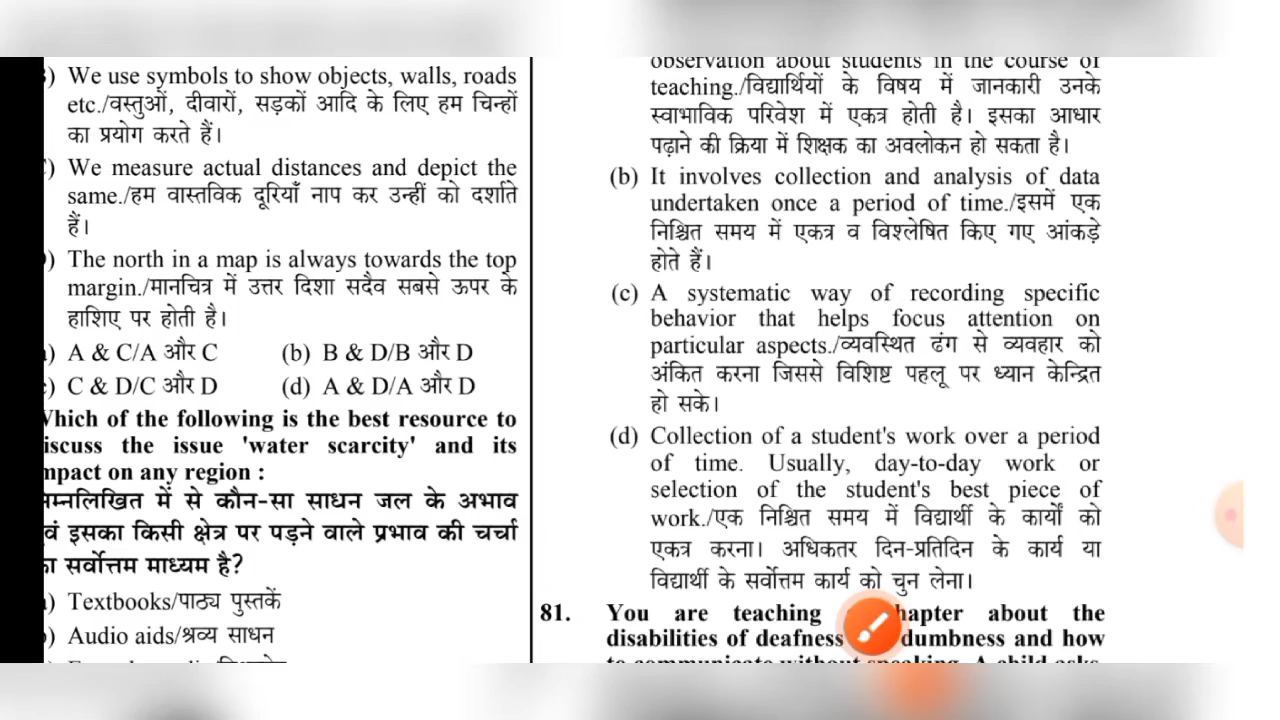 We use symbols to show objects, walls, roads
etc./वस्तुओं, दीवारों, सड़कों आदि के लिए हम चिन्हों
का प्रयोग करते हैं।
We measure actual distances and depict the
same./हम वास्तविक दूरियाँ नाप कर उन्हीं को दर्शाते
हैं।
The north in a map is always towards the top
margin./मानचित्र में उत्तर दिशा सदैव सबसे ऊपर के
हाशिए पर होती है।
A & C/A और C (b) B & D/B और D
C & D/C और D (d) A & D/A और D
of the following is the best resource to
the issue 'water scarcity' and its
on any region :
में से कौन-सा साधन जल के अभाव
इसका किसी क्षेत्र पर पड़ने वाले प्रभाव की चर्चा
सर्वोत्तम माध्यम है?
Textbooks/पाठ्य पुस्तकें
Audio aids/श्रव्य साधन
observation about students in the course of
teaching./विद्यार्थियों के विषय में जानकारी उनके
स्वाभाविक परिवेश में एकत्र होती है। इसका आधार
पढ़ाने की क्रिया में शिक्षक का अवलोकन हो सकता है।
(b) It involves collection and analysis of data
undertaken once a period of time./इसमें एक
निश्चित समय में एकत्र व विश्लेषित किए गए आंकड़े
होते हैं।
(c) A systematic way of recording specific
behavior that helps focus attention on
particular aspects./व्यवस्थित ढंग से व्यवहार को
अंकित करना जिससे विशिष्ट पहलू पर ध्यान केन्द्रित
हो सके।
(d) Collection of a student's work over a period
of time. Usually, day-to-day work or
selection of the student's best piece of
work./एक निश्चित समय में विद्यार्थी के कार्यों को
एकत्र करना। अधिकतर दिन-प्रतिदिन के कार्य या
विद्यार्थी के सर्वोत्तम कार्य को चुन लेना।
81. You are teaching about the
disabilities of deafness dumbness and how